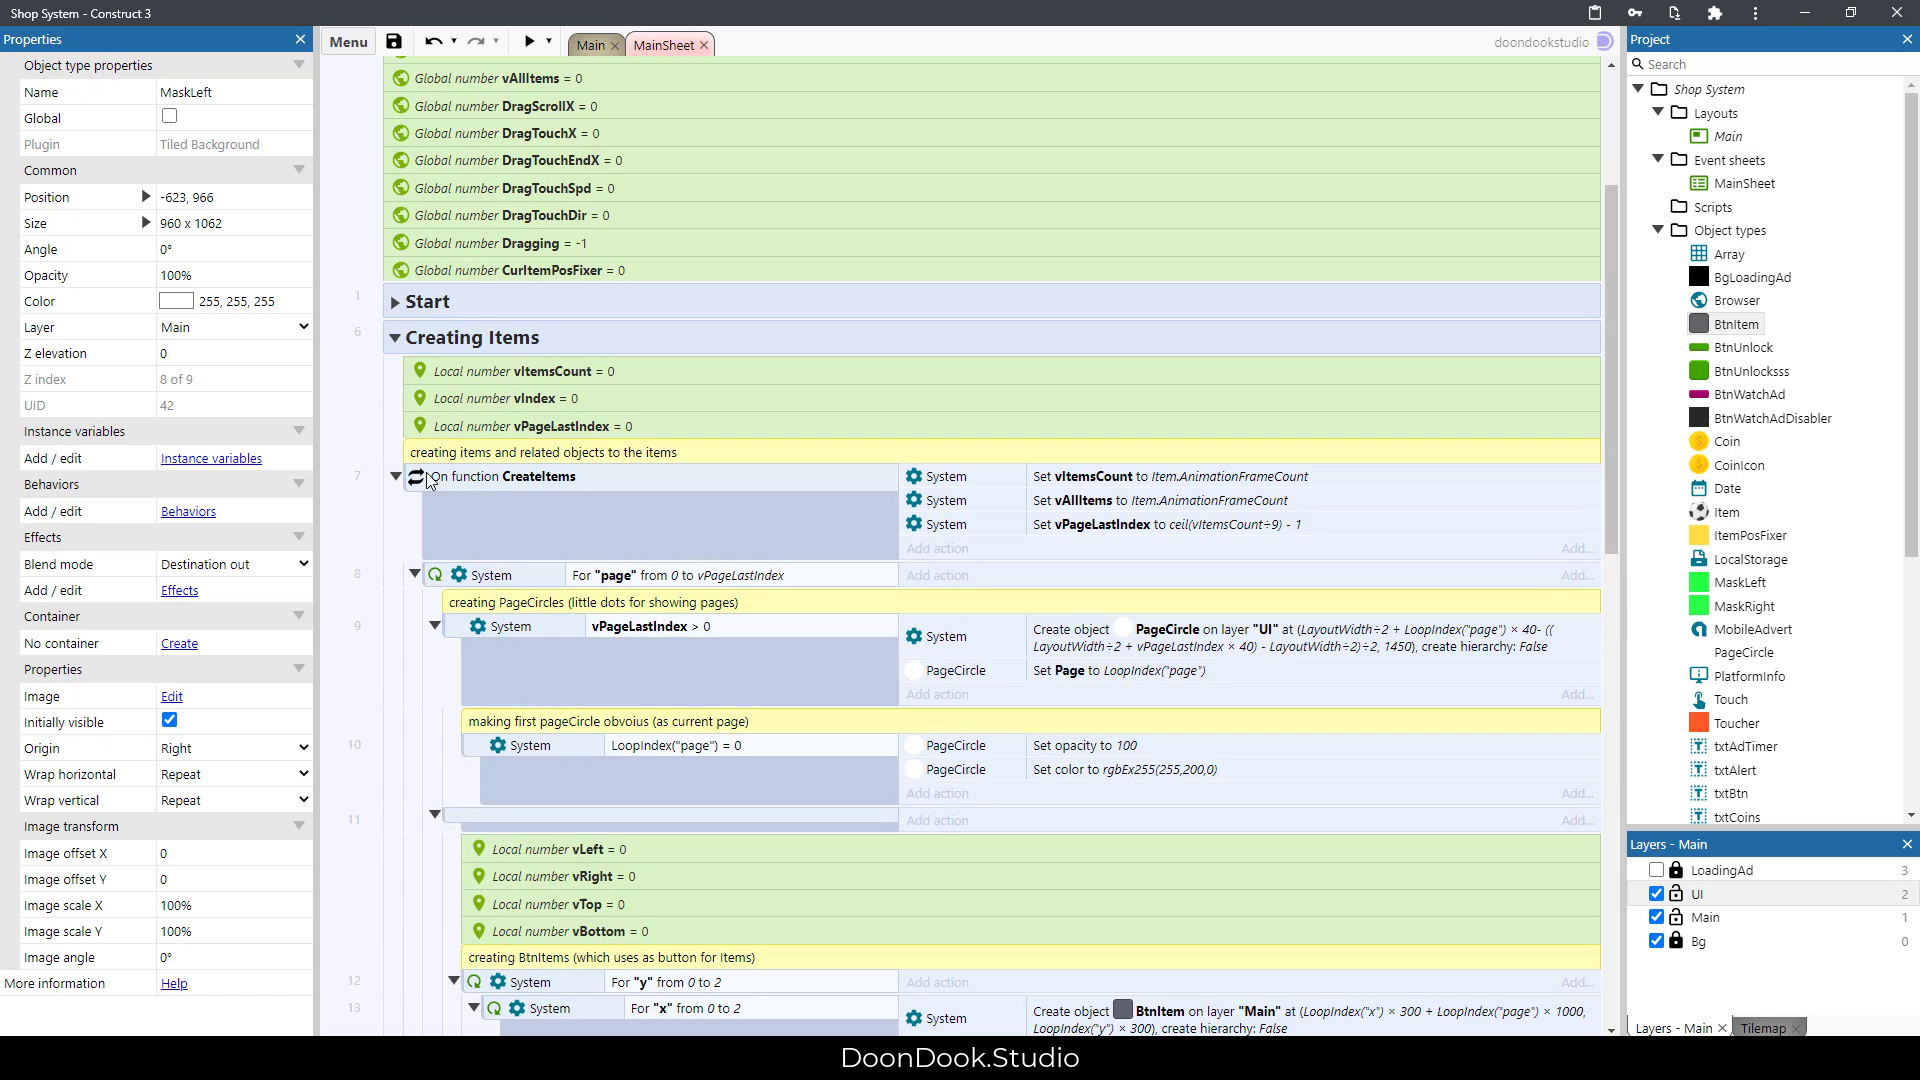 Shop System - Construct 3
Properties
Object type properties
Name MaskLeft
Global
Plugin Tiled Background
Common
Position -623, 966
Size 960 x 1062
Angle 0°
Opacity 100%
Color 255, 255, 255
Layer Main
Z elevation 0
Z index 8 of 9
UID 42
Instance variables
Add / edit Instance variables
Behaviors
Add / edit Behaviors
Effects
Blend mode Destination out
Add / edit Effects
Container
No container Create
Properties
Image Edit
Initially visible
Origin Right
Wrap horizontal Repeat
Wrap vertical Repeat
Image transform
Image offset X 0
Image offset Y 0
Image scale X 100%
Image scale Y 100%
Image angle 0°
More information Help
Menu
Main
MainSheet
doondookstudio
Global number vAllItems = 0
Global number DragScrollX = 0
Global number DragTouchX = 0
Global number DragTouchEndX = 0
Global number DragTouchSpd = 0
Global number DragTouchDir = 0
Global number Dragging = -1
Global number CurItemPosFixer = 0
1 Start
6 Creating Items
Local number vItemsCount = 0
Local number vIndex = 0
Local number vPageLastIndex = 0
creating items and related objects to the items
7 On function CreateItems
System Set vItemsCount to Item.AnimationFrameCount
System Set vAllItems to Item.AnimationFrameCount
System Set vPageLastIndex to ceil(vItemsCount÷9) - 1
Add action Add...
8 System For "page" from 0 to vPageLastIndex Add action Add...
creating PageCircles (little dots for showing pages)
9 System vPageLastIndex > 0
System Create object PageCircle on layer "UI" at (LayoutWidth÷2 + LoopIndex("page") × 40- ((
LayoutWidth÷2 + vPageLastIndex × 40) - LayoutWidth÷2)÷2, 1450), create hierarchy: False
PageCircle Set Page to LoopIndex("page")
Add action Add...
making first pageCircle obvoius (as current page)
10 System LoopIndex("page") = 0
PageCircle Set opacity to 100
PageCircle Set color to rgbEx255(255,200,0)
Add action Add...
11 Add action Add...
Local number vLeft = 0
Local number vRight = 0
Local number vTop = 0
Local number vBottom = 0
creating BtnItems (which uses as button for Items)
12 System For "y" from 0 to 2 Add action Add...
13 System For "x" from 0 to 2
System Create object BtnItem on layer "Main" at (LoopIndex("x") × 300 + LoopIndex("page") × 1000,
LoopIndex("y") × 300), create hierarchy: False
Project
Search
Shop System
Layouts
Main
Event sheets
MainSheet
Scripts
Object types
Array
BgLoadingAd
Browser
BtnItem
BtnUnlock
BtnUnlocksss
BtnWatchAd
BtnWatchAdDisabler
Coin
CoinIcon
Date
Item
ItemPosFixer
LocalStorage
MaskLeft
MaskRight
MobileAdvert
PageCircle
PlatformInfo
Touch
Toucher
txtAdTimer
txtAlert
txtBtn
txtCoins
Layers - Main
LoadingAd 3
UI 2
Main 1
Bg 0
Layers - Main
Tilemap
DoonDook.Studio